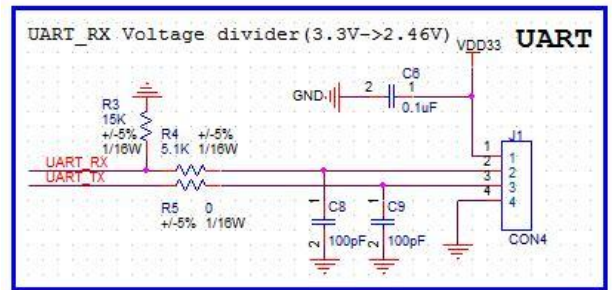 UART_RX Voltage divider(3.3V->2.46V)
VDD33
UART
C6
GND
2
1
0.1uF
R3
15K
+/-5%
1/16W
R4
5.1K
+/-5%
1/16W
J1
UART_RX
UART_TX
1
2
3
4
1
2
3
4
R5
+/-5%
0
1/16W
1
C8
2
100pF
1
C9
2
100pF
CON4